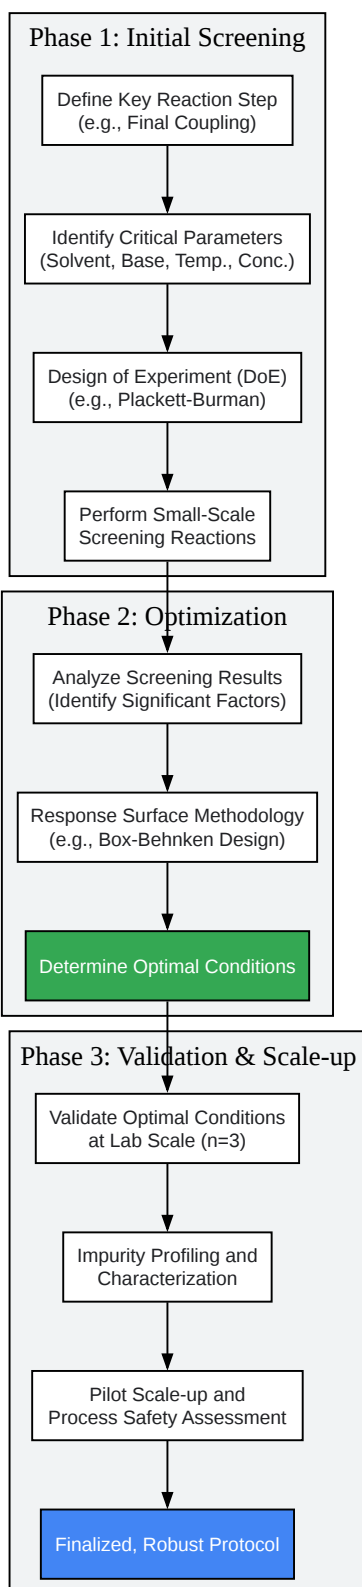 Phase 1: Initial Screening
Define Key Reaction Step
(e.g., Final Coupling)
Identify Critical Parameters
(Solvent, Base, Temp., Conc.)
Design of Experiment (DoE)
(e.g., Plackett-Burman)
Perform Small-Scale
Screening Reactions
Phase 2: Optimization
Analyze Screening Results
(Identify Significant Factors)
Response Surface Methodology
(e.g., Box-Behnken Design)
Determine Optimal Conditions
Phase 3: Validation & Scale-up
Validate Optimal Conditions
at Lab Scale (n=3)
Impurity Profiling and
Characterization
Pilot Scale-up and
Process Safety Assessment
Finalized, Robust Protocol